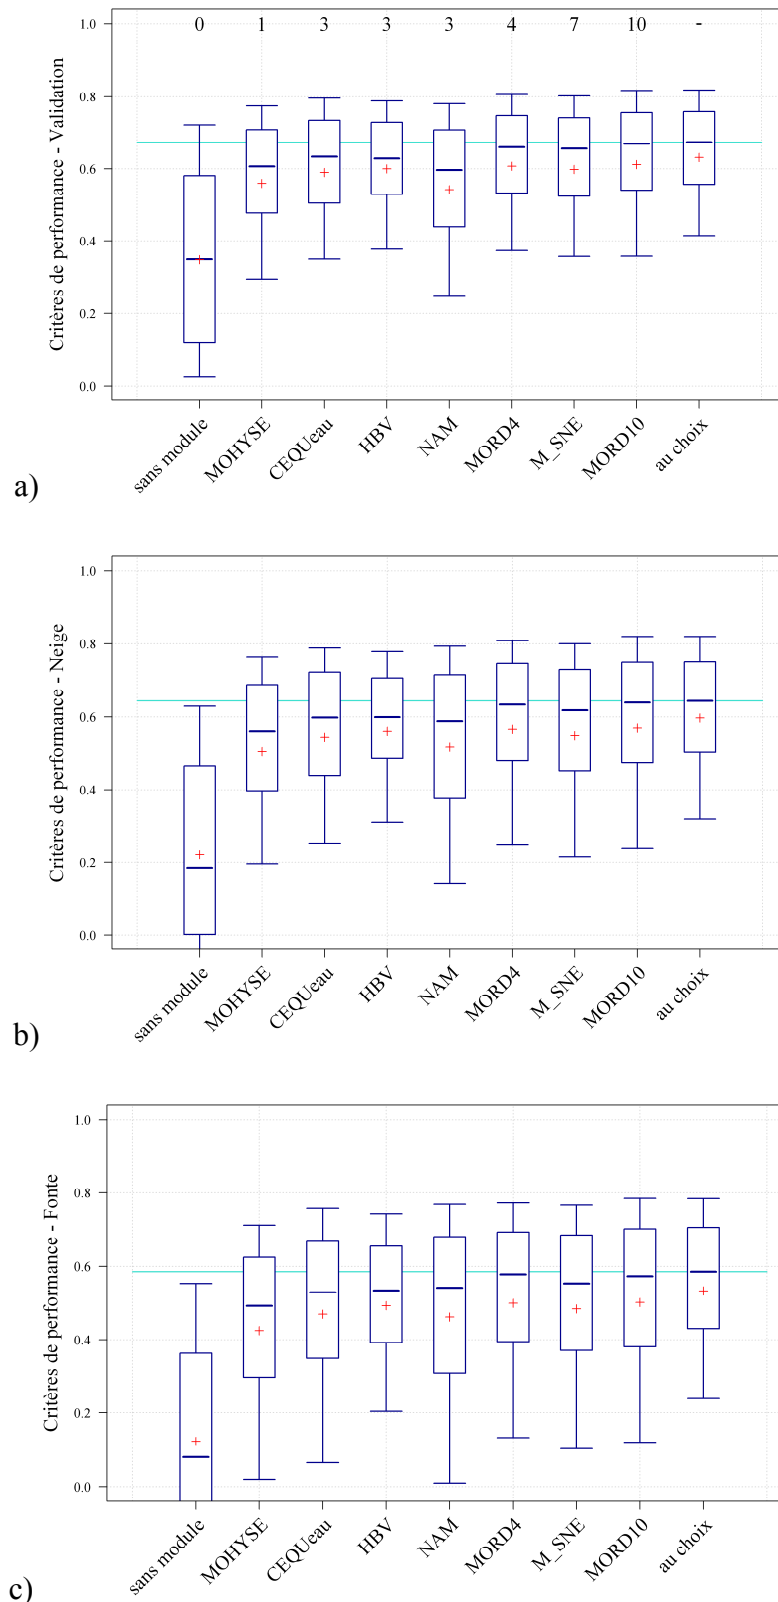 0 1 3 3 3 4 7 10 -
Critères de performance - Validation
1.0
0.8
0.6
0.4
0.2
0.0
sans module
MOHYSE
CEQUeau
HBV
NAM
MORD4
M_SNE
MORD10
au choix
a)
Critères de performance - Neige
1.0
0.8
0.6
0.4
0.2
0.0
sans module
MOHYSE
CEQUeau
HBV
NAM
MORD4
M_SNE
MORD10
au choix
b)
Critères de performance - Fonte
1.0
0.8
0.6
0.4
0.2
0.0
sans module
MOHYSE
CEQUeau
HBV
NAM
MORD4
M_SNE
MORD10
au choix
c)